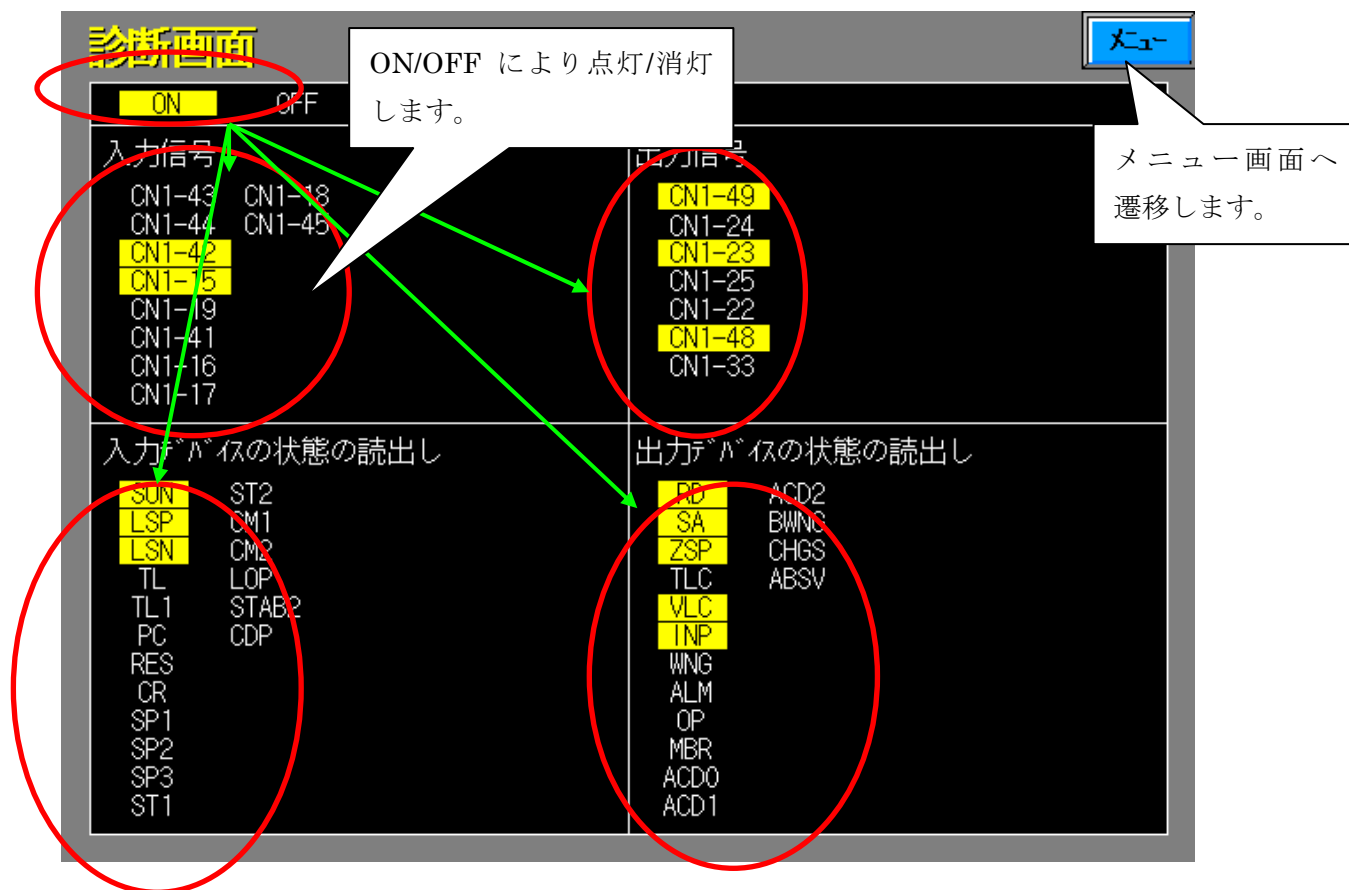 診断画面
メニュー
ON/OFF により点灯/消灯
します。
ON OFF
メニュー画面へ
遷移します。
入力信号
CN1-43 CN1-18
CN1-44 CN1-45
CN1-42
CN1-15
CN1-19
CN1-41
CN1-16
CN1-17
出力信号
CN1-49
CN1-24
CN1-23
CN1-25
CN1-22
CN1-48
CN1-33
入力ﾃﾞﾊﾞｲｽの状態の読出し
SON ST2
LSP CM1
LSN CM2
TL LOP
TL1 STAB2
PC CDP
RES
CR
SP1
SP2
SP3
ST1
出力ﾃﾞﾊﾞｲｽの状態の読出し
RD ACD2
SA BWNG
ZSP CHGS
TLC ABSV
VLC
INP
WNG
ALM
OP
MBR
ACD0
ACD1